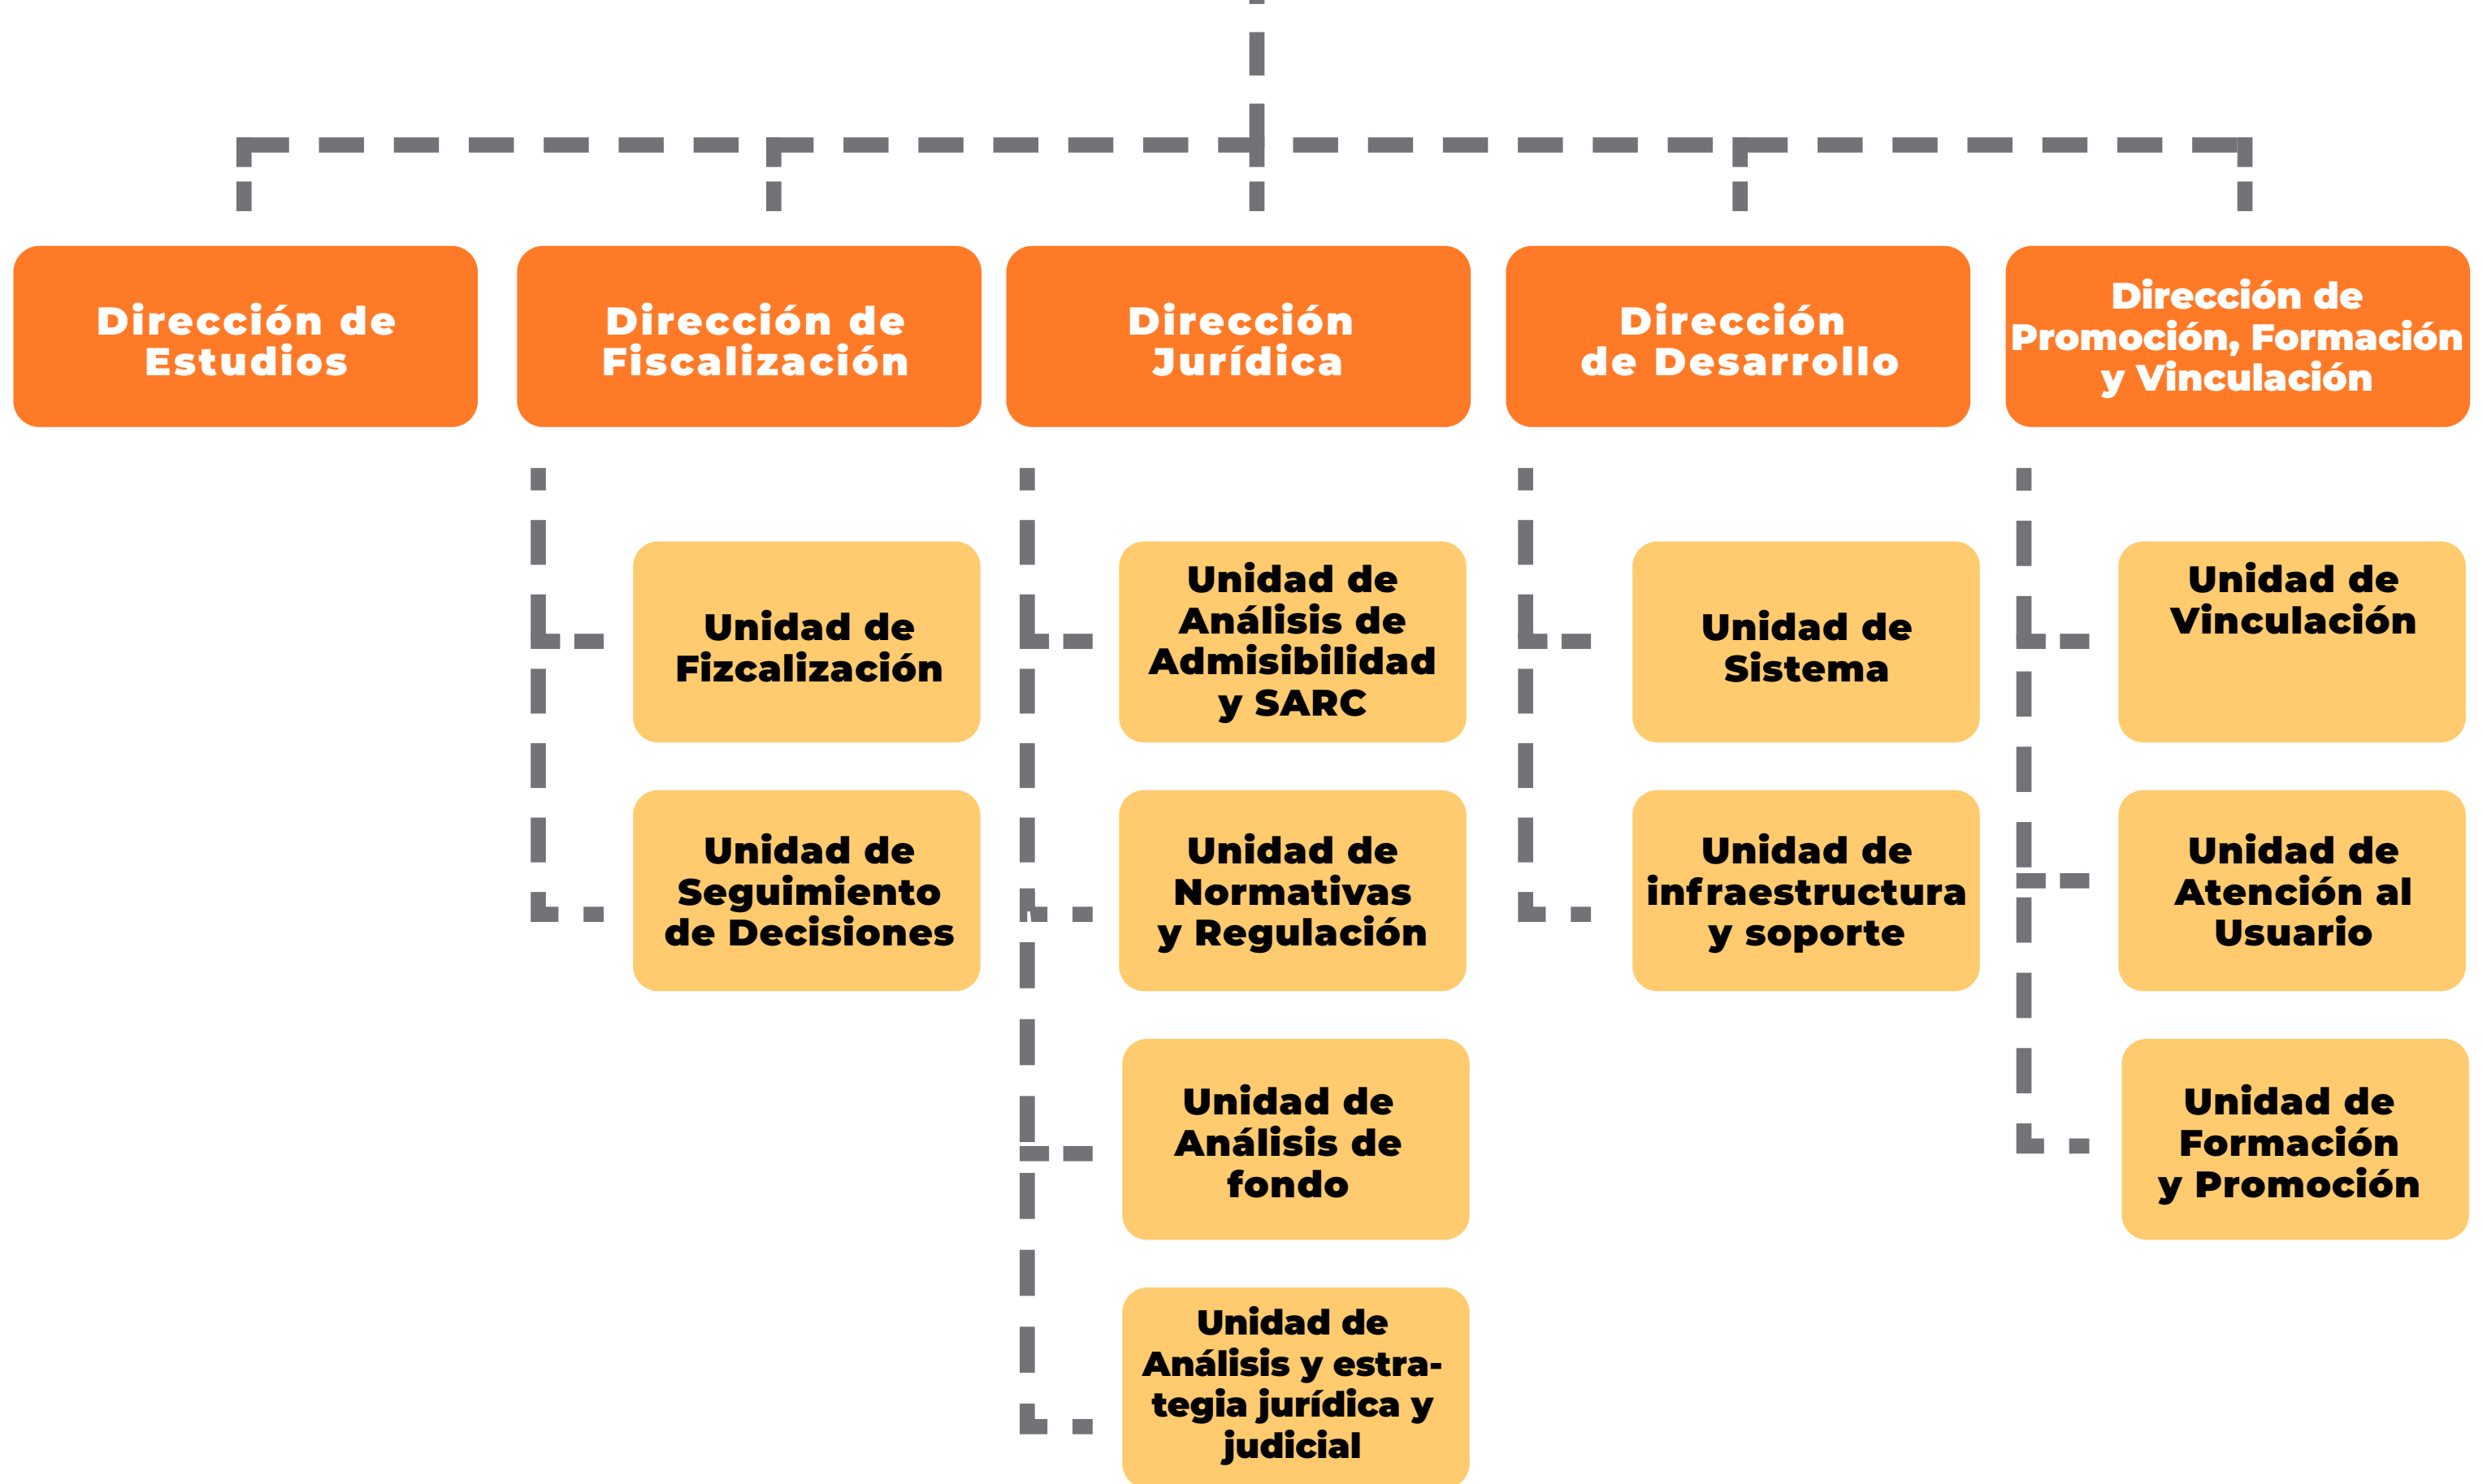 Dirección de
Estudios
Dirección de
Fiscalización
Dirección
Jurídica
Dirección
de Desarrollo
Dirección de
Promoción, Formación
y Vinculación
Unidad de
Fizcalización
Unidad de
Seguimiento
de Decisiones
Unidad de
Análisis de
Admisibilidad
y SARC
Unidad de
Normativas
y Regulación
Unidad de
Análisis de
fondo
Unidad de
Análisis y estra-
tegia jurídica y
judicial
Unidad de
Sistema
Unidad de
infraestructura
y soporte
Unidad de
Vinculación
Unidad de
Atención al
Usuario
Unidad de
Formación
y Promoción